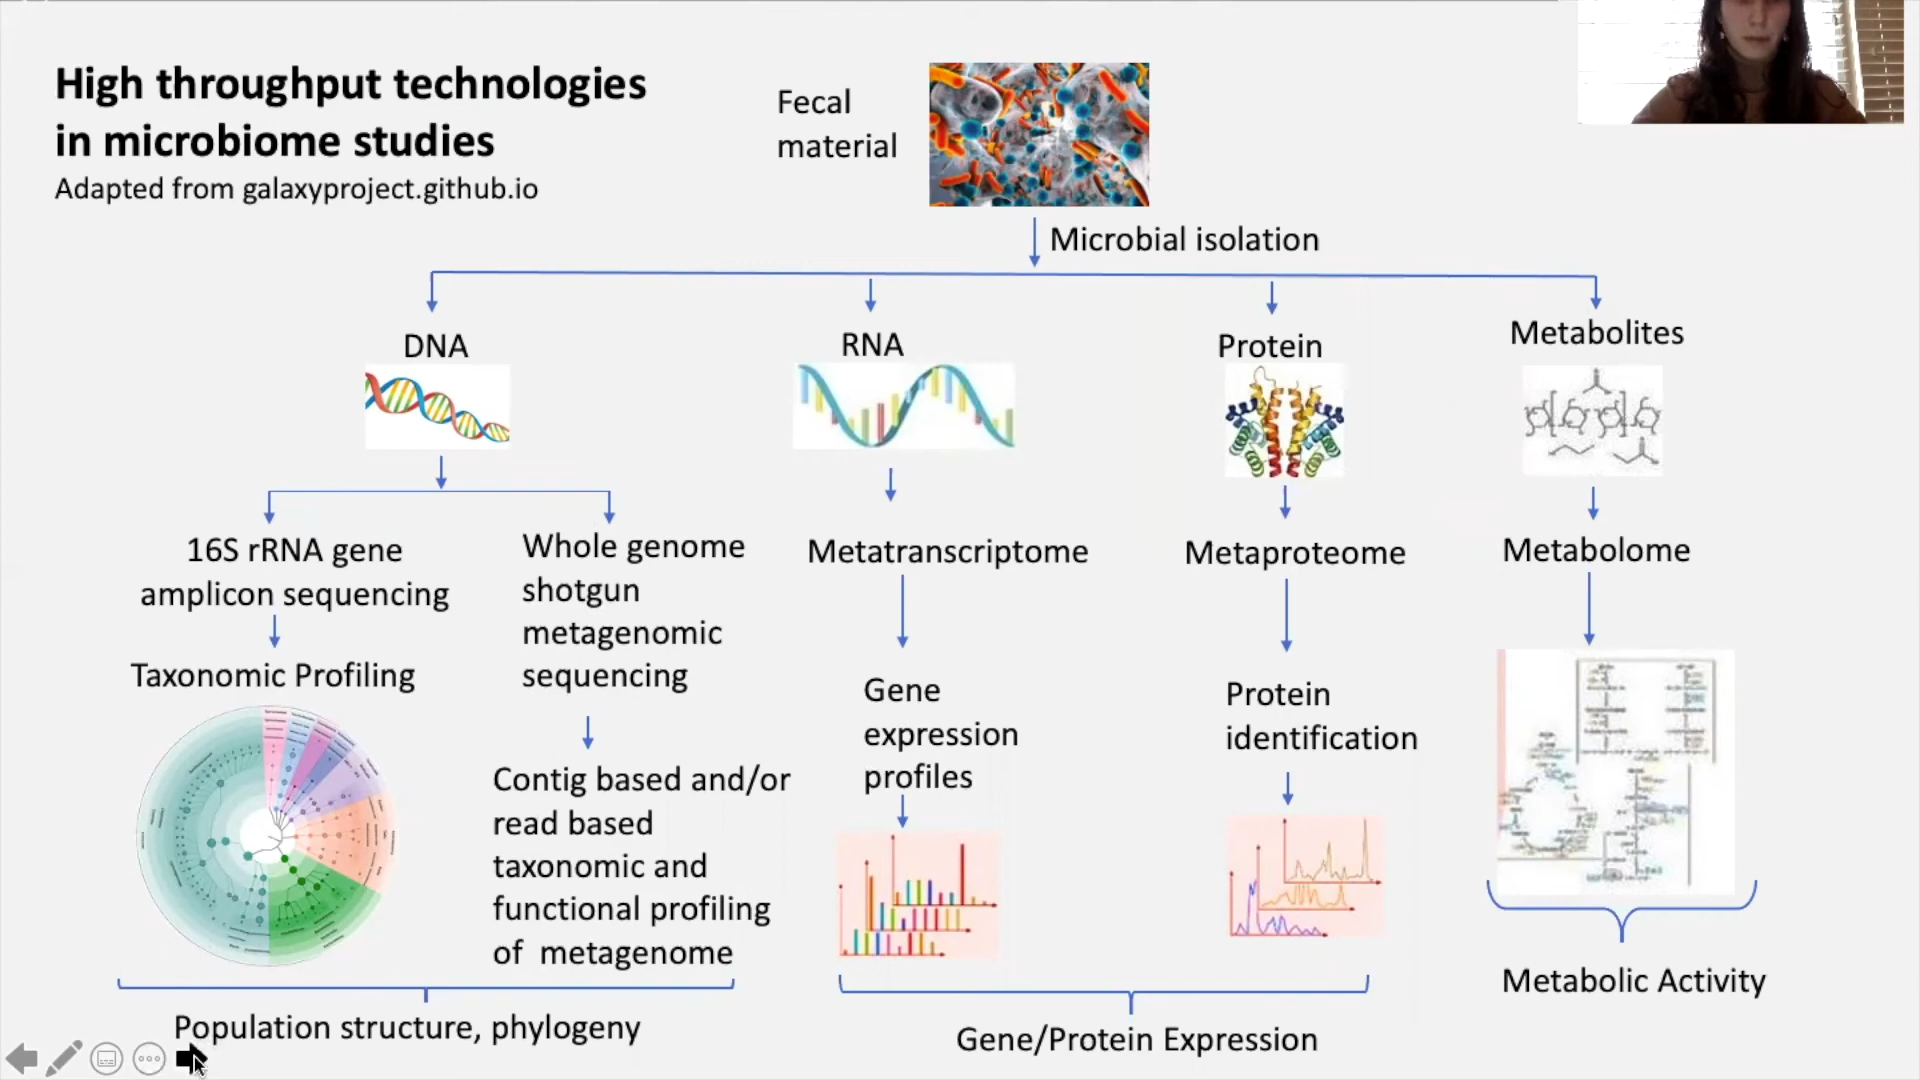 High throughput technologies
in microbiome studies
Adapted from galaxyproject.github.io
Fecal
material
Microbial isolation
DNA
RNA
Protein
Metabolites
16S rRNA gene
amplicon sequencing
Taxonomic Profiling
Whole genome
shotgun
metagenomic
sequencing
Contig based and/or
read based
taxonomic and
functional profiling
of metagenome
Metatranscriptome
Gene
expression
profiles
Metaproteome
Protein
identification
Metabolome
Population structure, phylogeny
Gene/Protein Expression
Metabolic Activity